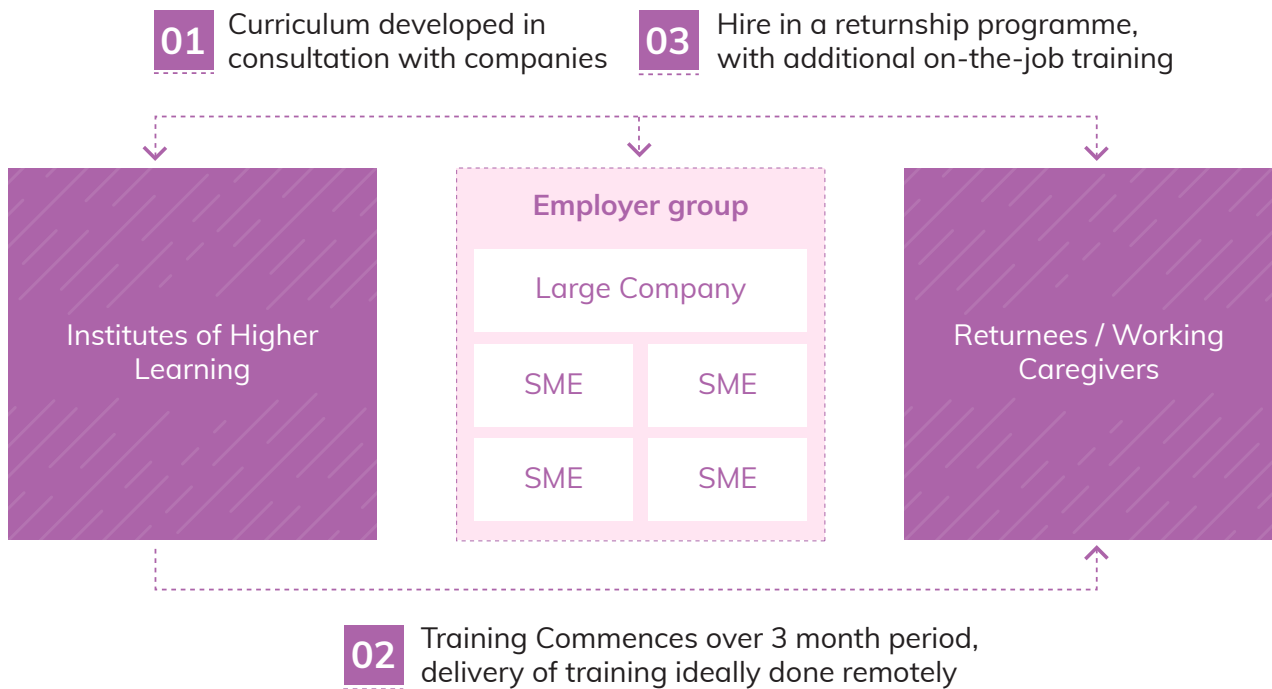 01
Curriculum developed in
consultation with companies
03
Hire in a returnship programme,
with additional on-the-job training
Institutes of Higher
Learning
Employer group
Large Company
SME
SME
SME
SME
Returnees / Working
Caregivers
02
Training Commences over 3 month period,
delivery of training ideally done remotely